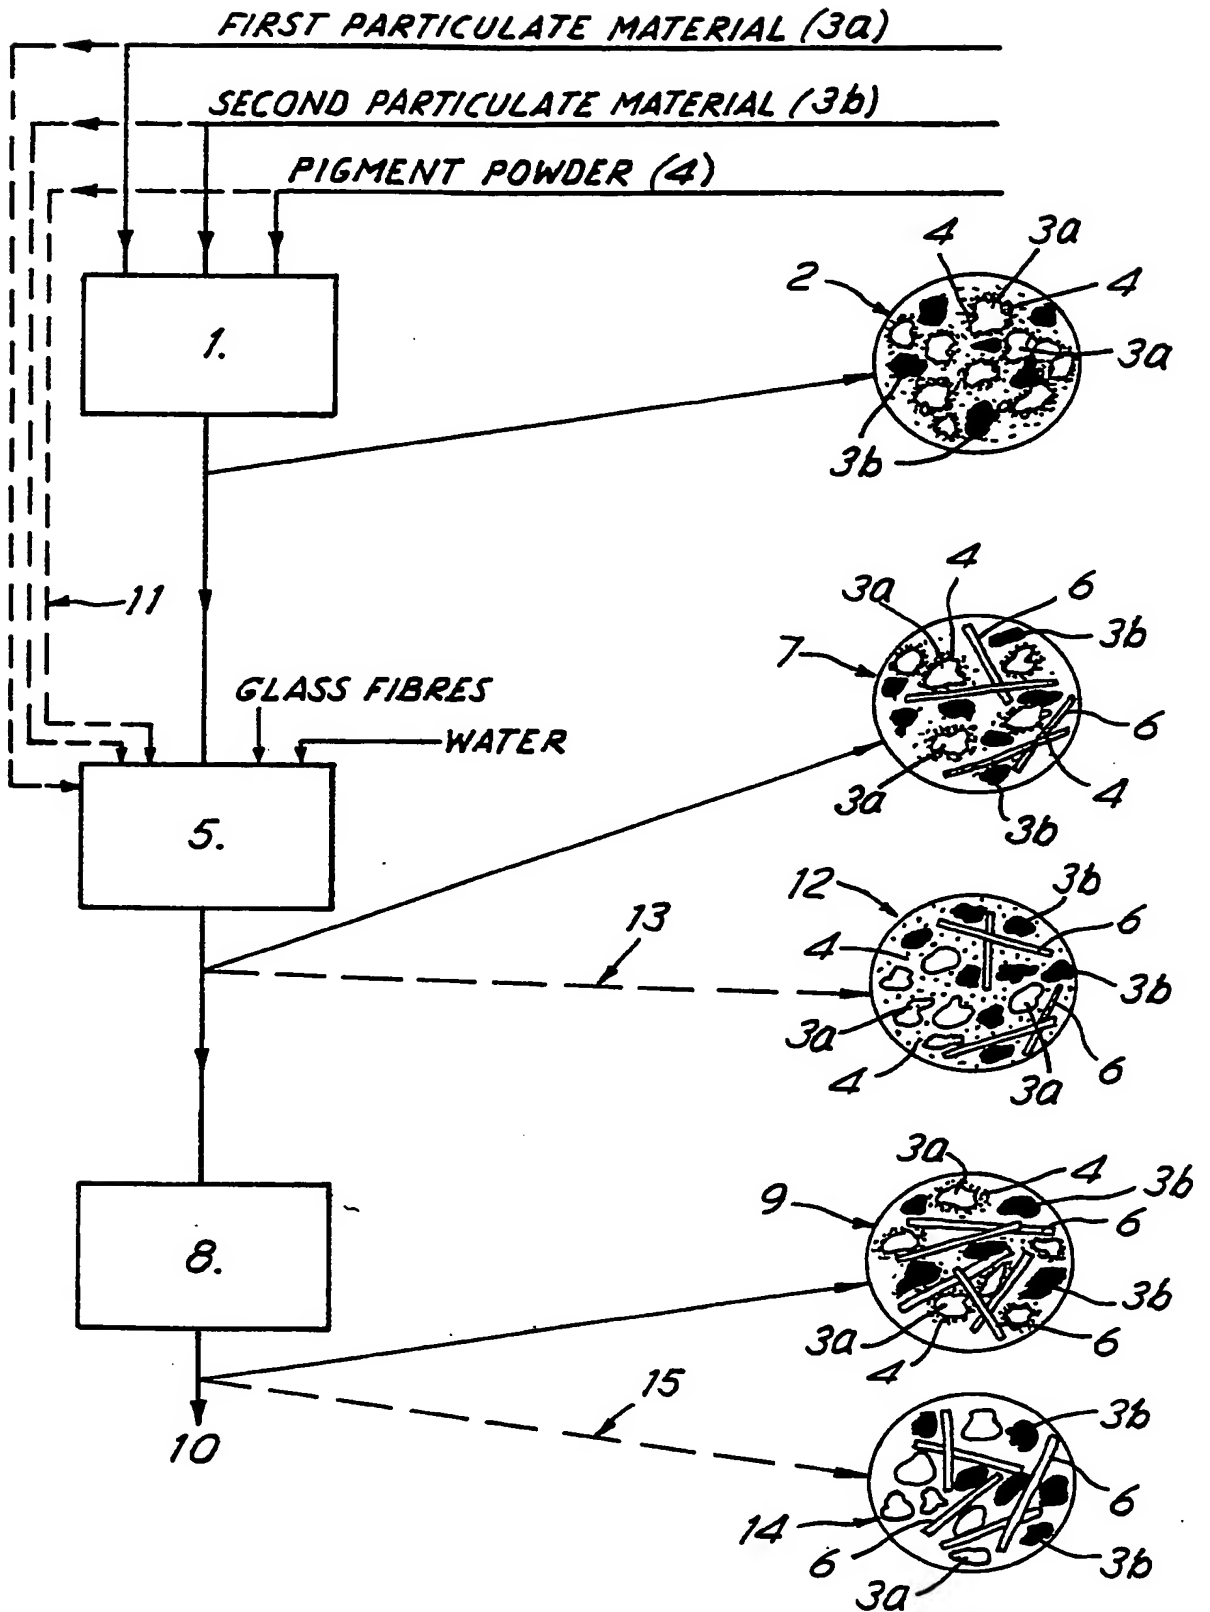 FIRST PARTICULATE MATERIAL (3a)
SECOND PARTICULATE MATERIAL (3b)
PIGMENT POWDER (4)
4
3a
2
4
1.
3a
3b
4
11
3a
6
3b
7
GLASS FIBRES
6
WATER
3a
4
3b
5.
12
3b
13
6
4
3b
3a
6
4
3a
3a
4
3b
9
6
8.
3b
3a
6
4
15
3b
10
6
14
6
3b
3a